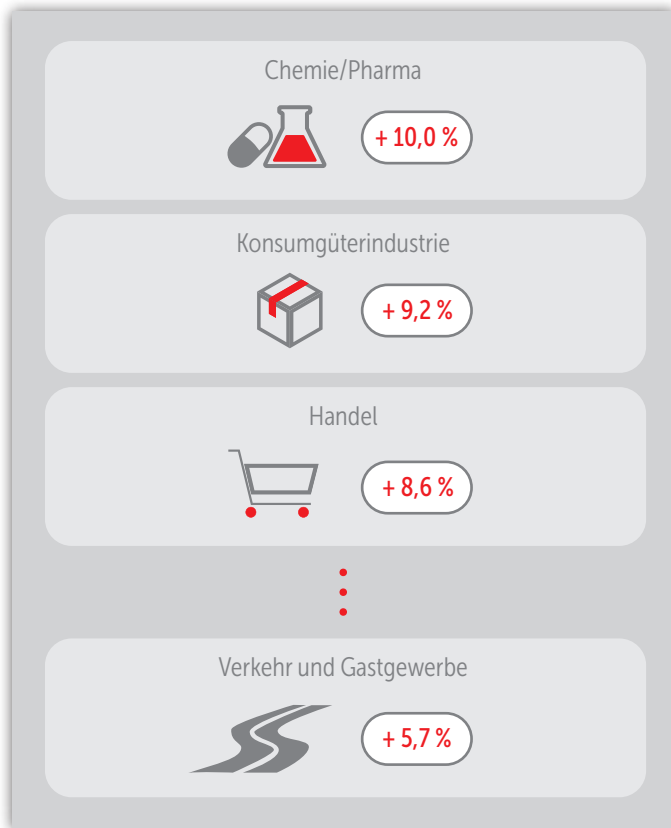 Chemie/Pharma
+ 10,0 %
Konsumgüterindustrie
+ 9,2 %
Handel
+ 8,6 %
Verkehr und Gastgewerbe
+ 5,7 %